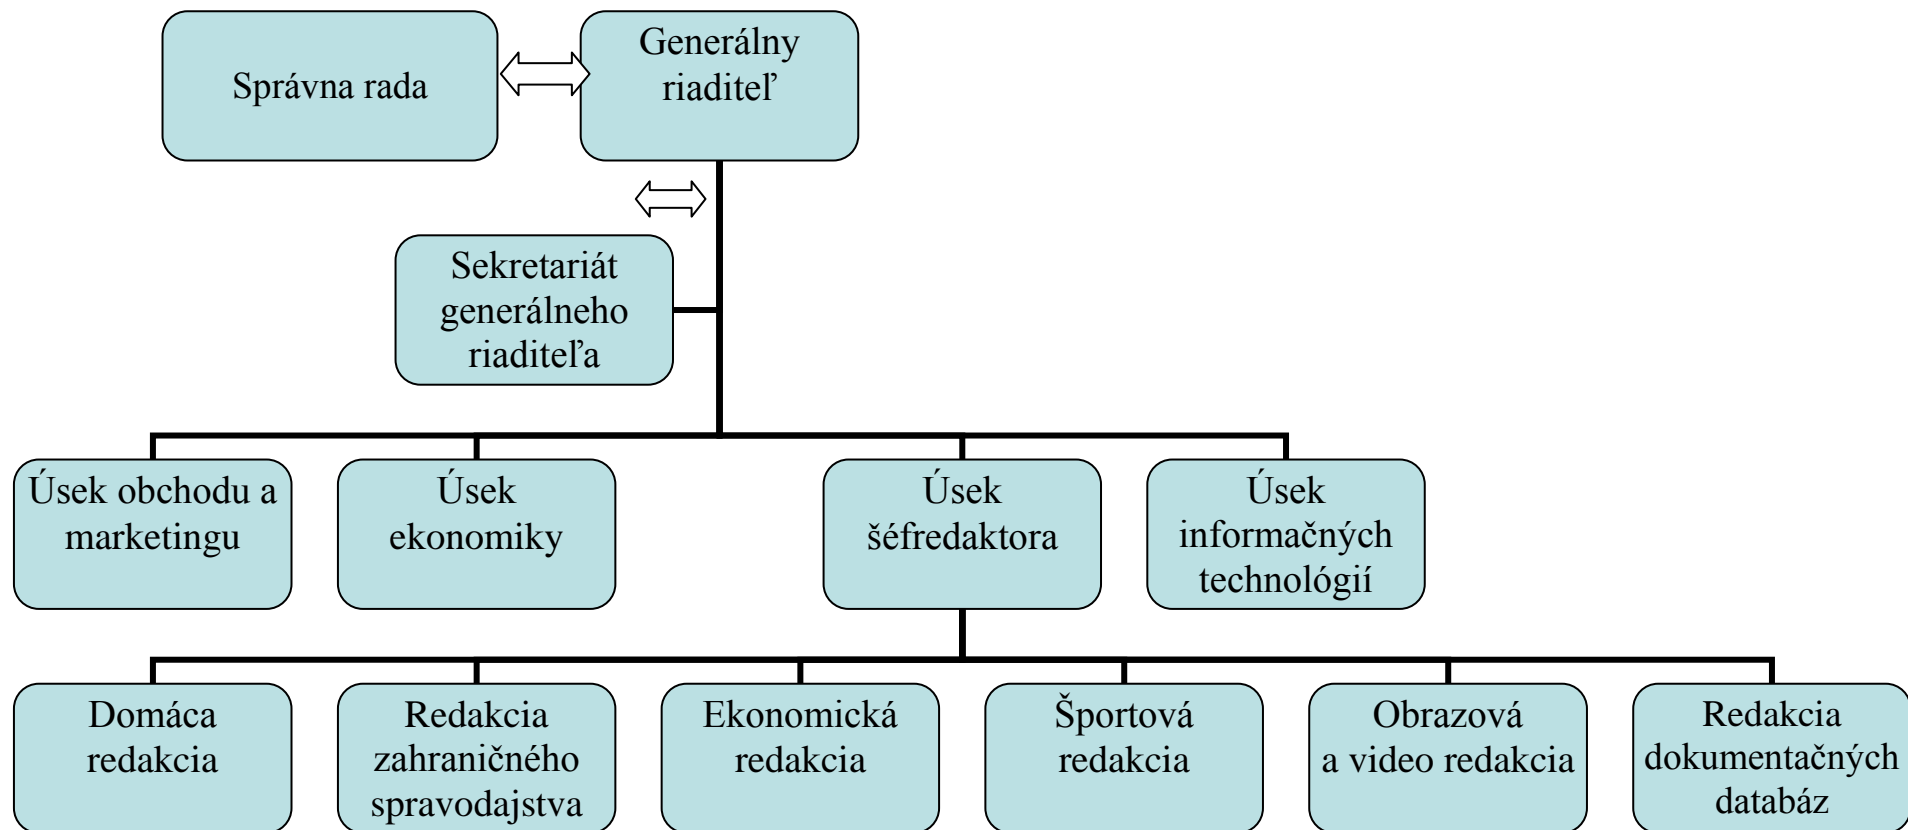 Správna rada
Generálny
riaditeľ
Sekretariát
generálneho
riaditeľa
Úsek obchodu a
marketingu
Úsek
ekonomiky
Úsek
šéfredaktora
Úsek
informačných
technológií
Domáca
redakcia
Redakcia
zahraničného
spravodajstva
Ekonomická
redakcia
Športová
redakcia
Obrazová
a video redakcia
Redakcia
dokumentačných
databáz